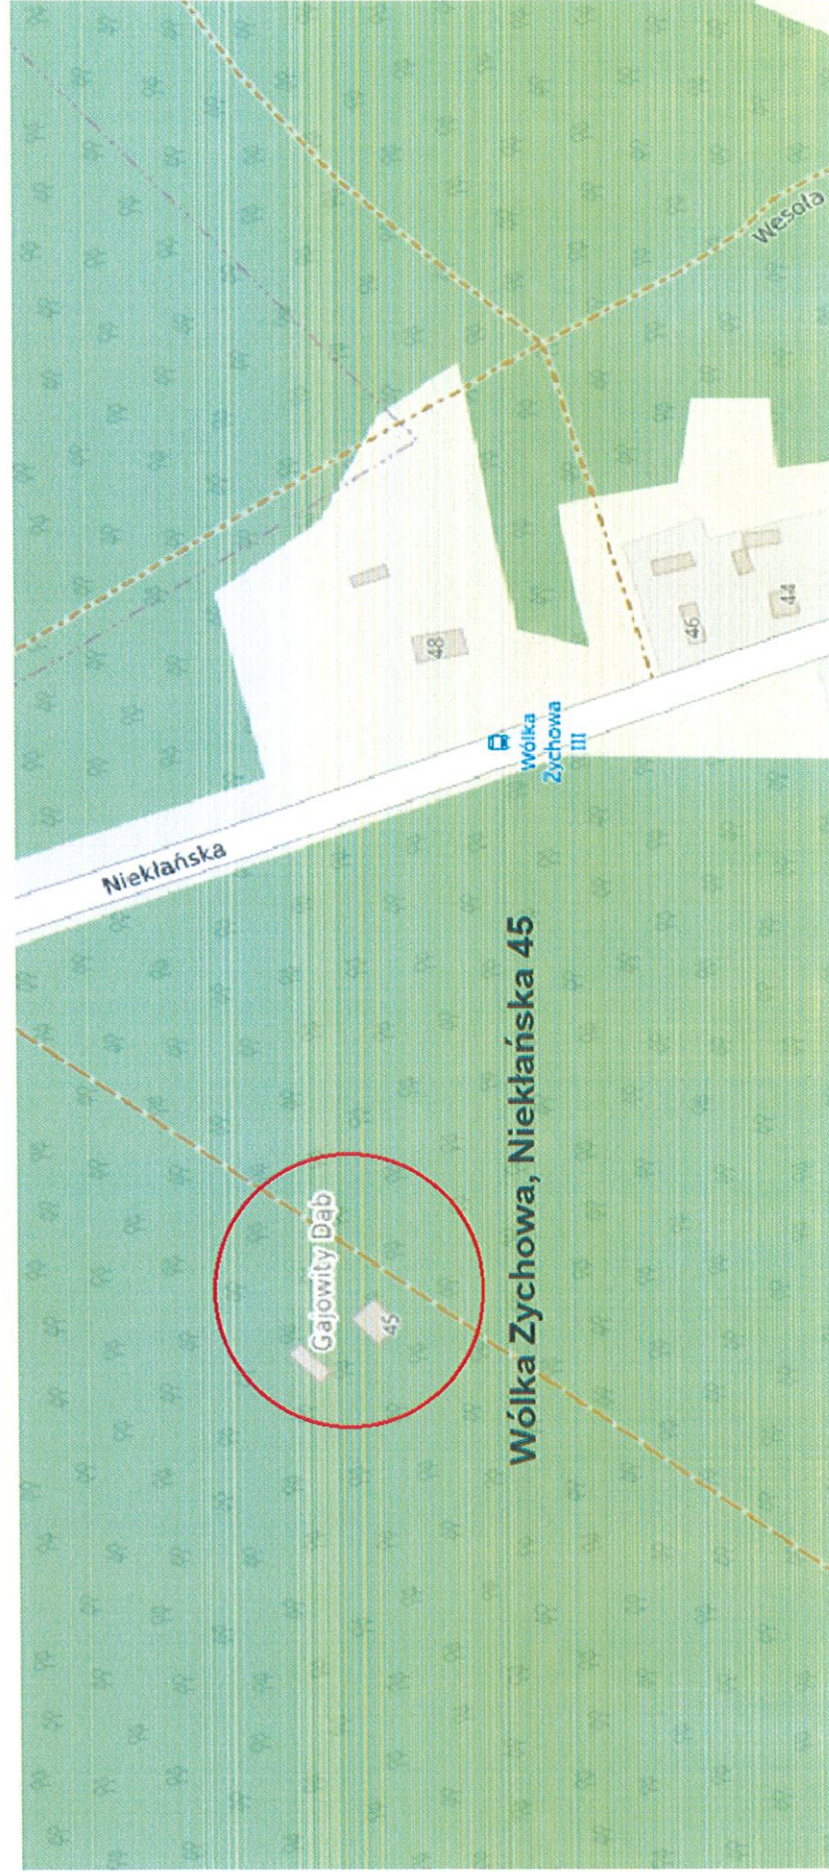 Niekłańska
Wólka
Zychowa
III
Wesoła
48
46
44
Gajowity Dąb
45
Wólka Zychowa, Niekłańska 45